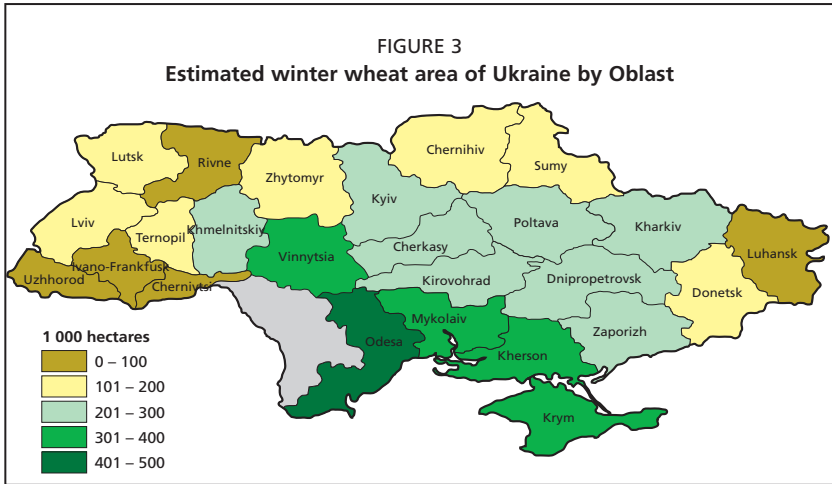 FIGURE 3
Estimated winter wheat area of Ukraine by Oblast
Chernihiv
Lutsk
Rivne
Sumy
Zhytomyr
Kyiv
Lviv
Poltava
Kharkiv
Khmelnitskiy
Ternopil
Cherkasy
Luhansk
Vinnytsia
Ivano-Frankfusk
Uzhhorod
Kirovohrad
Dnipropetrovsk
Chernivtsi
Donetsk
Mykolaiv
Zaporizh
Odesa
Kherson
Krym
1 000 hectares
0 – 100
101 – 200
201 – 300
301 – 400
401 – 500